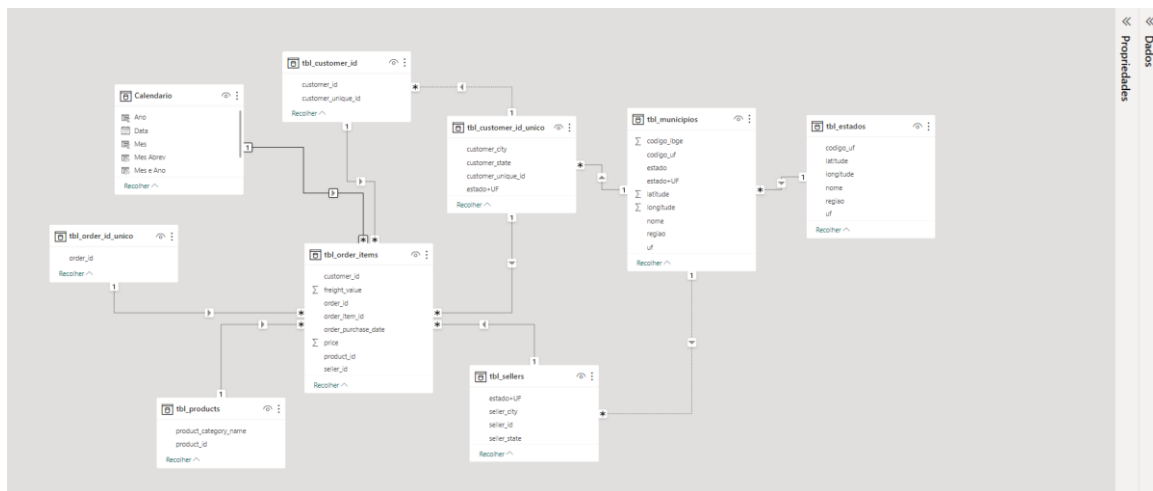 Dados
Propriedades
tbl_customer_id
customer_id
customer_unique_id
Recolher
Calendario
Ano
Data
Mes
Mes Abrev
Mes e Ano
Recolher
tbl_customer_id_unico
customer_city
customer_state
customer_unique_id
estado+UF
Recolher
tbl_municipios
codigo_ibge
codigo_uf
estado
estado+UF
latitude
longitude
nome
regiao
uf
Recolher
tbl_estados
codigo_uf
latitude
longitude
nome
regiao
uf
Recolher
tbl_order_id_unico
order_id
Recolher
tbl_order_items
customer_id
freight_value
order_id
order_item_id
order_purchase_date
price
product_id
seller_id
Recolher
tbl_sellers
estado+UF
seller_city
seller_id
seller_state
Recolher
tbl_products
product_category_name
product_id
Recolher